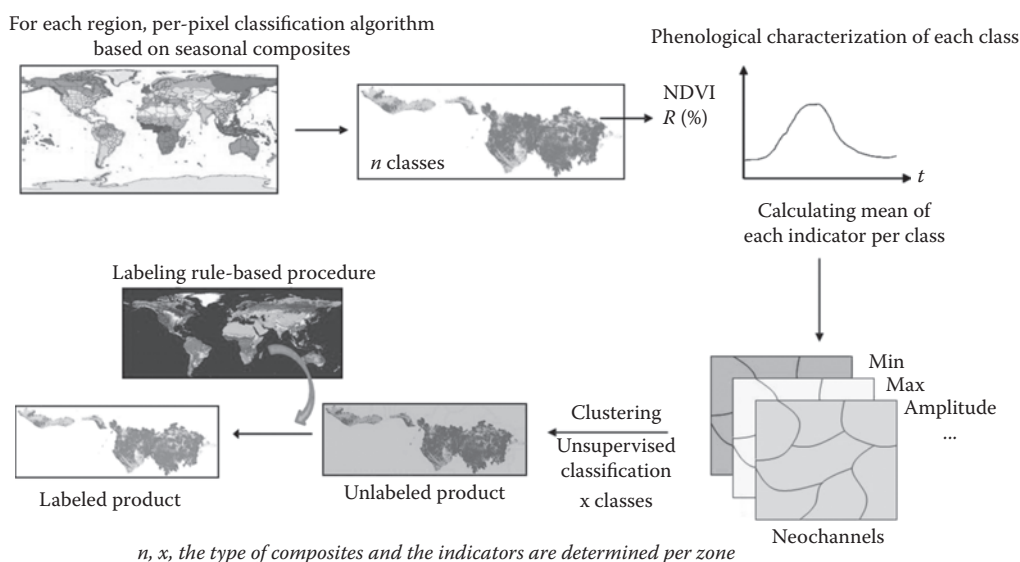 For each region, per-pixel classification algorithm
based on seasonal composites
n classes
Phenological characterization of each class
NDVI
R (%)
t
Calculating mean of
each indicator per class
Min
Max
Amplitude
...
Neochannels
Clustering
Unsupervised
classification
x classes
Labeling rule-based procedure
Unlabeled product
Labeled product
n, x, the type of composites and the indicators are determined per zone